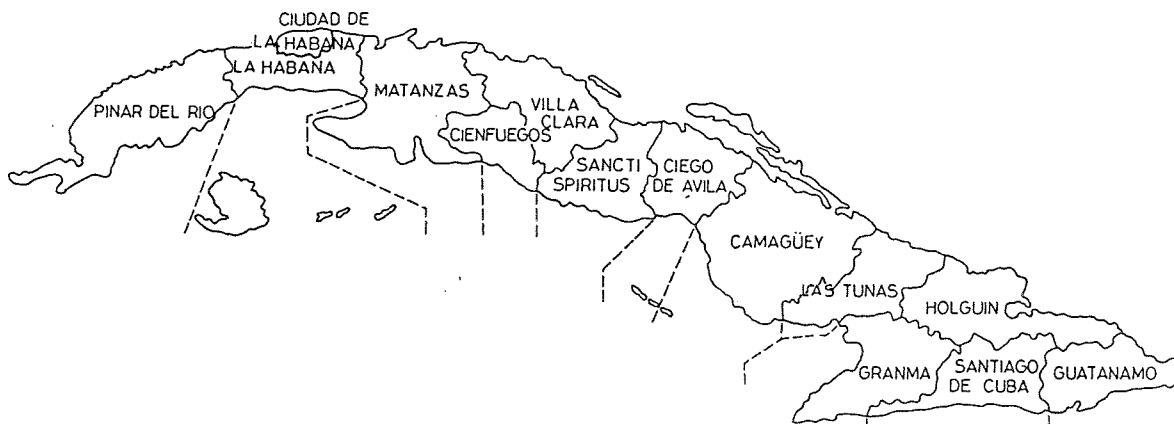 CIUDAD DE
LA HABANA
LA HABANA
PINAR DEL RIO
MATANZAS
VILLA
CLARA
CIENFUEGOS
SANCTI
SPIRITUS
CIEGO
DE AVILA
CAMAGÜEY
LAS TUNAS
HOLGUIN
GRANMA
SANTIAGO
DE CUBA
GUATANAMO